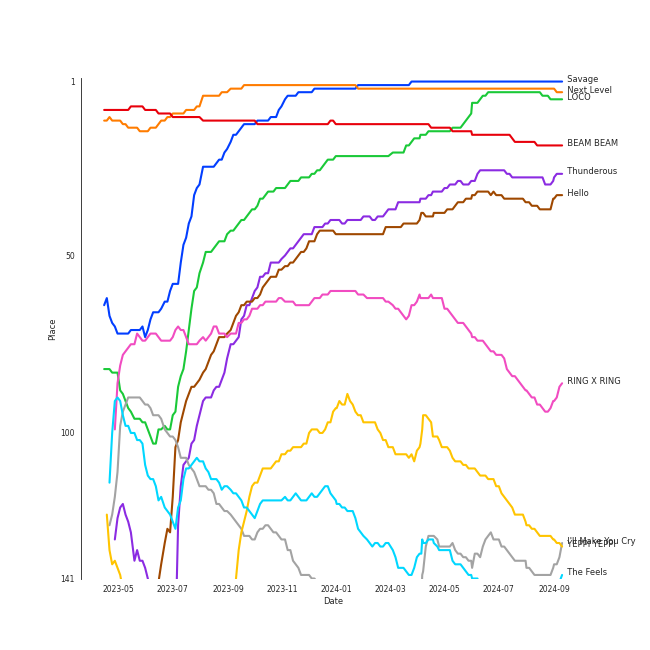 1
50
100
141
Place
Savage
Next Level
LOCO
BEAM BEAM
Thunderous
Hello
RING X RING
I'll Make You Cry
YEPPI YEPPI
The Feels
2023-05 2023-07 2023-09 2023-11 2024-01 2024-03 2024-05 2024-07 2024-09
Date